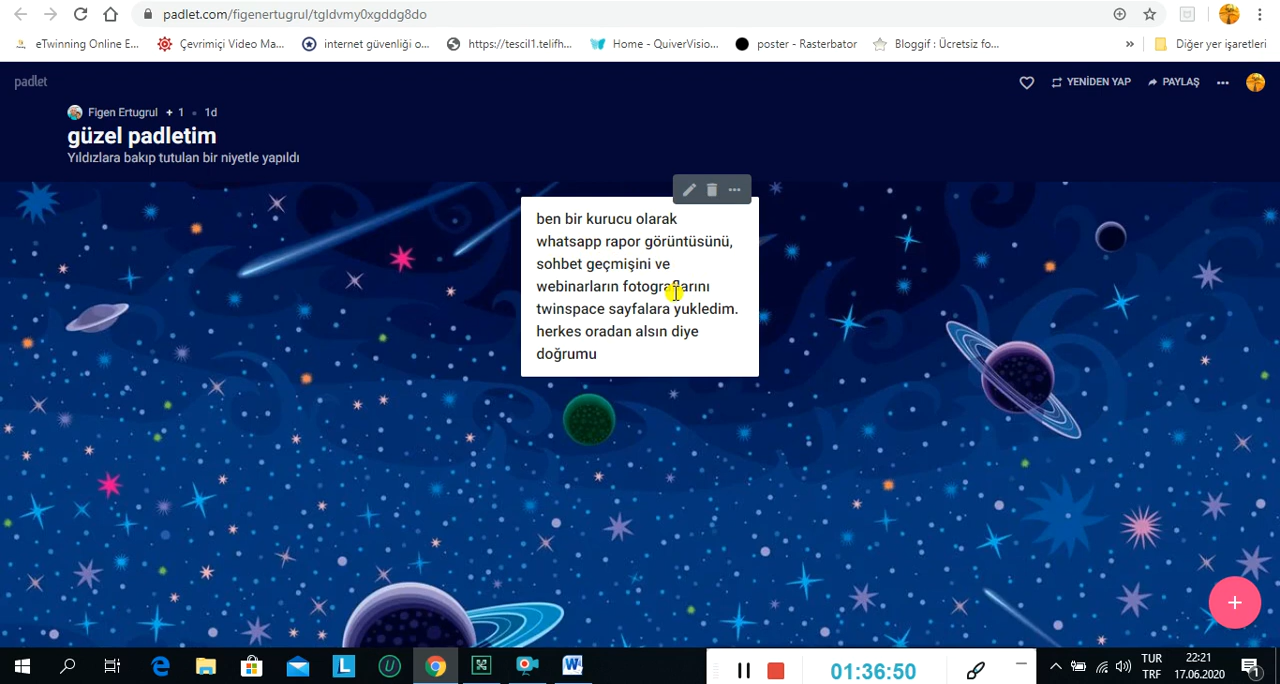 padlet.com/figenertugrul/tgldvmy0xgddg8do
eTwinning Online E...
Çevrimiçi Video Ma...
internet güvenliği o...
https://tescil1.telifh...
Home - QuiverVisio...
poster - Rasterbator
Bloggif : Ücretsiz fo...
»
Diğer yer işaretleri
padlet
YENİDEN YAP
PAYLAŞ
Figen Ertugrul + 1 • 1d
güzel padletim
Yıldızlara bakıp tutulan bir niyetle yapıldı
ben bir kurucu olarak
whatsapp rapor görüntüsünü,
sohbet geçmişini ve
webinarların fotograflarını
twinspace sayfalara yukledim.
herkes oradan alsın diye
doğrumu
01:36:50
TUR
TRF
22:21
17.06.2020
1